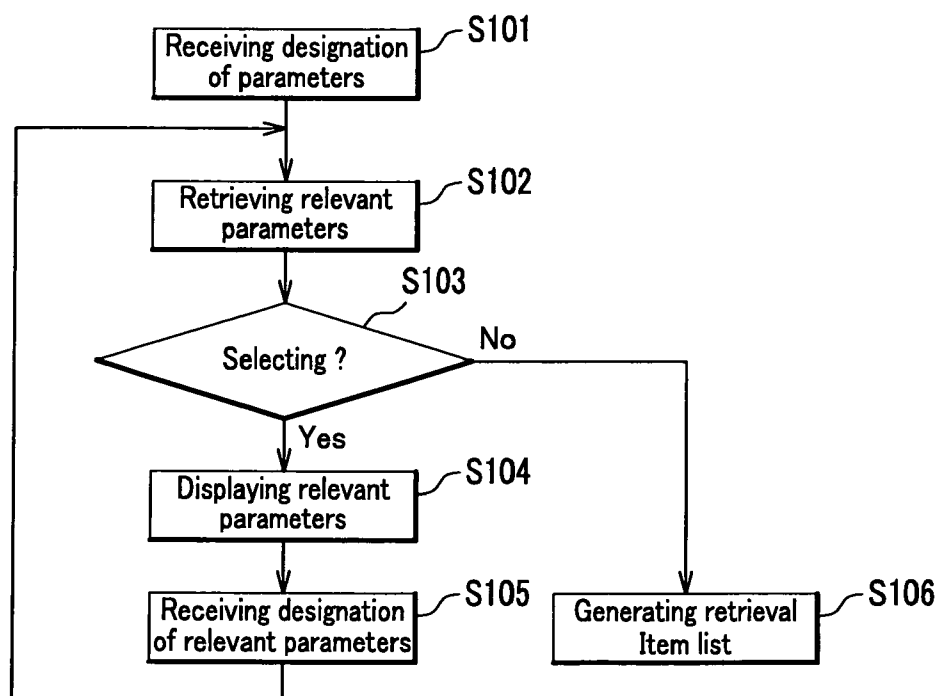 S101
Receiving designation
of parameters
S102
Retrieving relevant
parameters
S103
Selecting ?
No
Yes
S104
Displaying relevant
parameters
S105
Receiving designation
of relevant parameters
S106
Generating retrieval
Item list